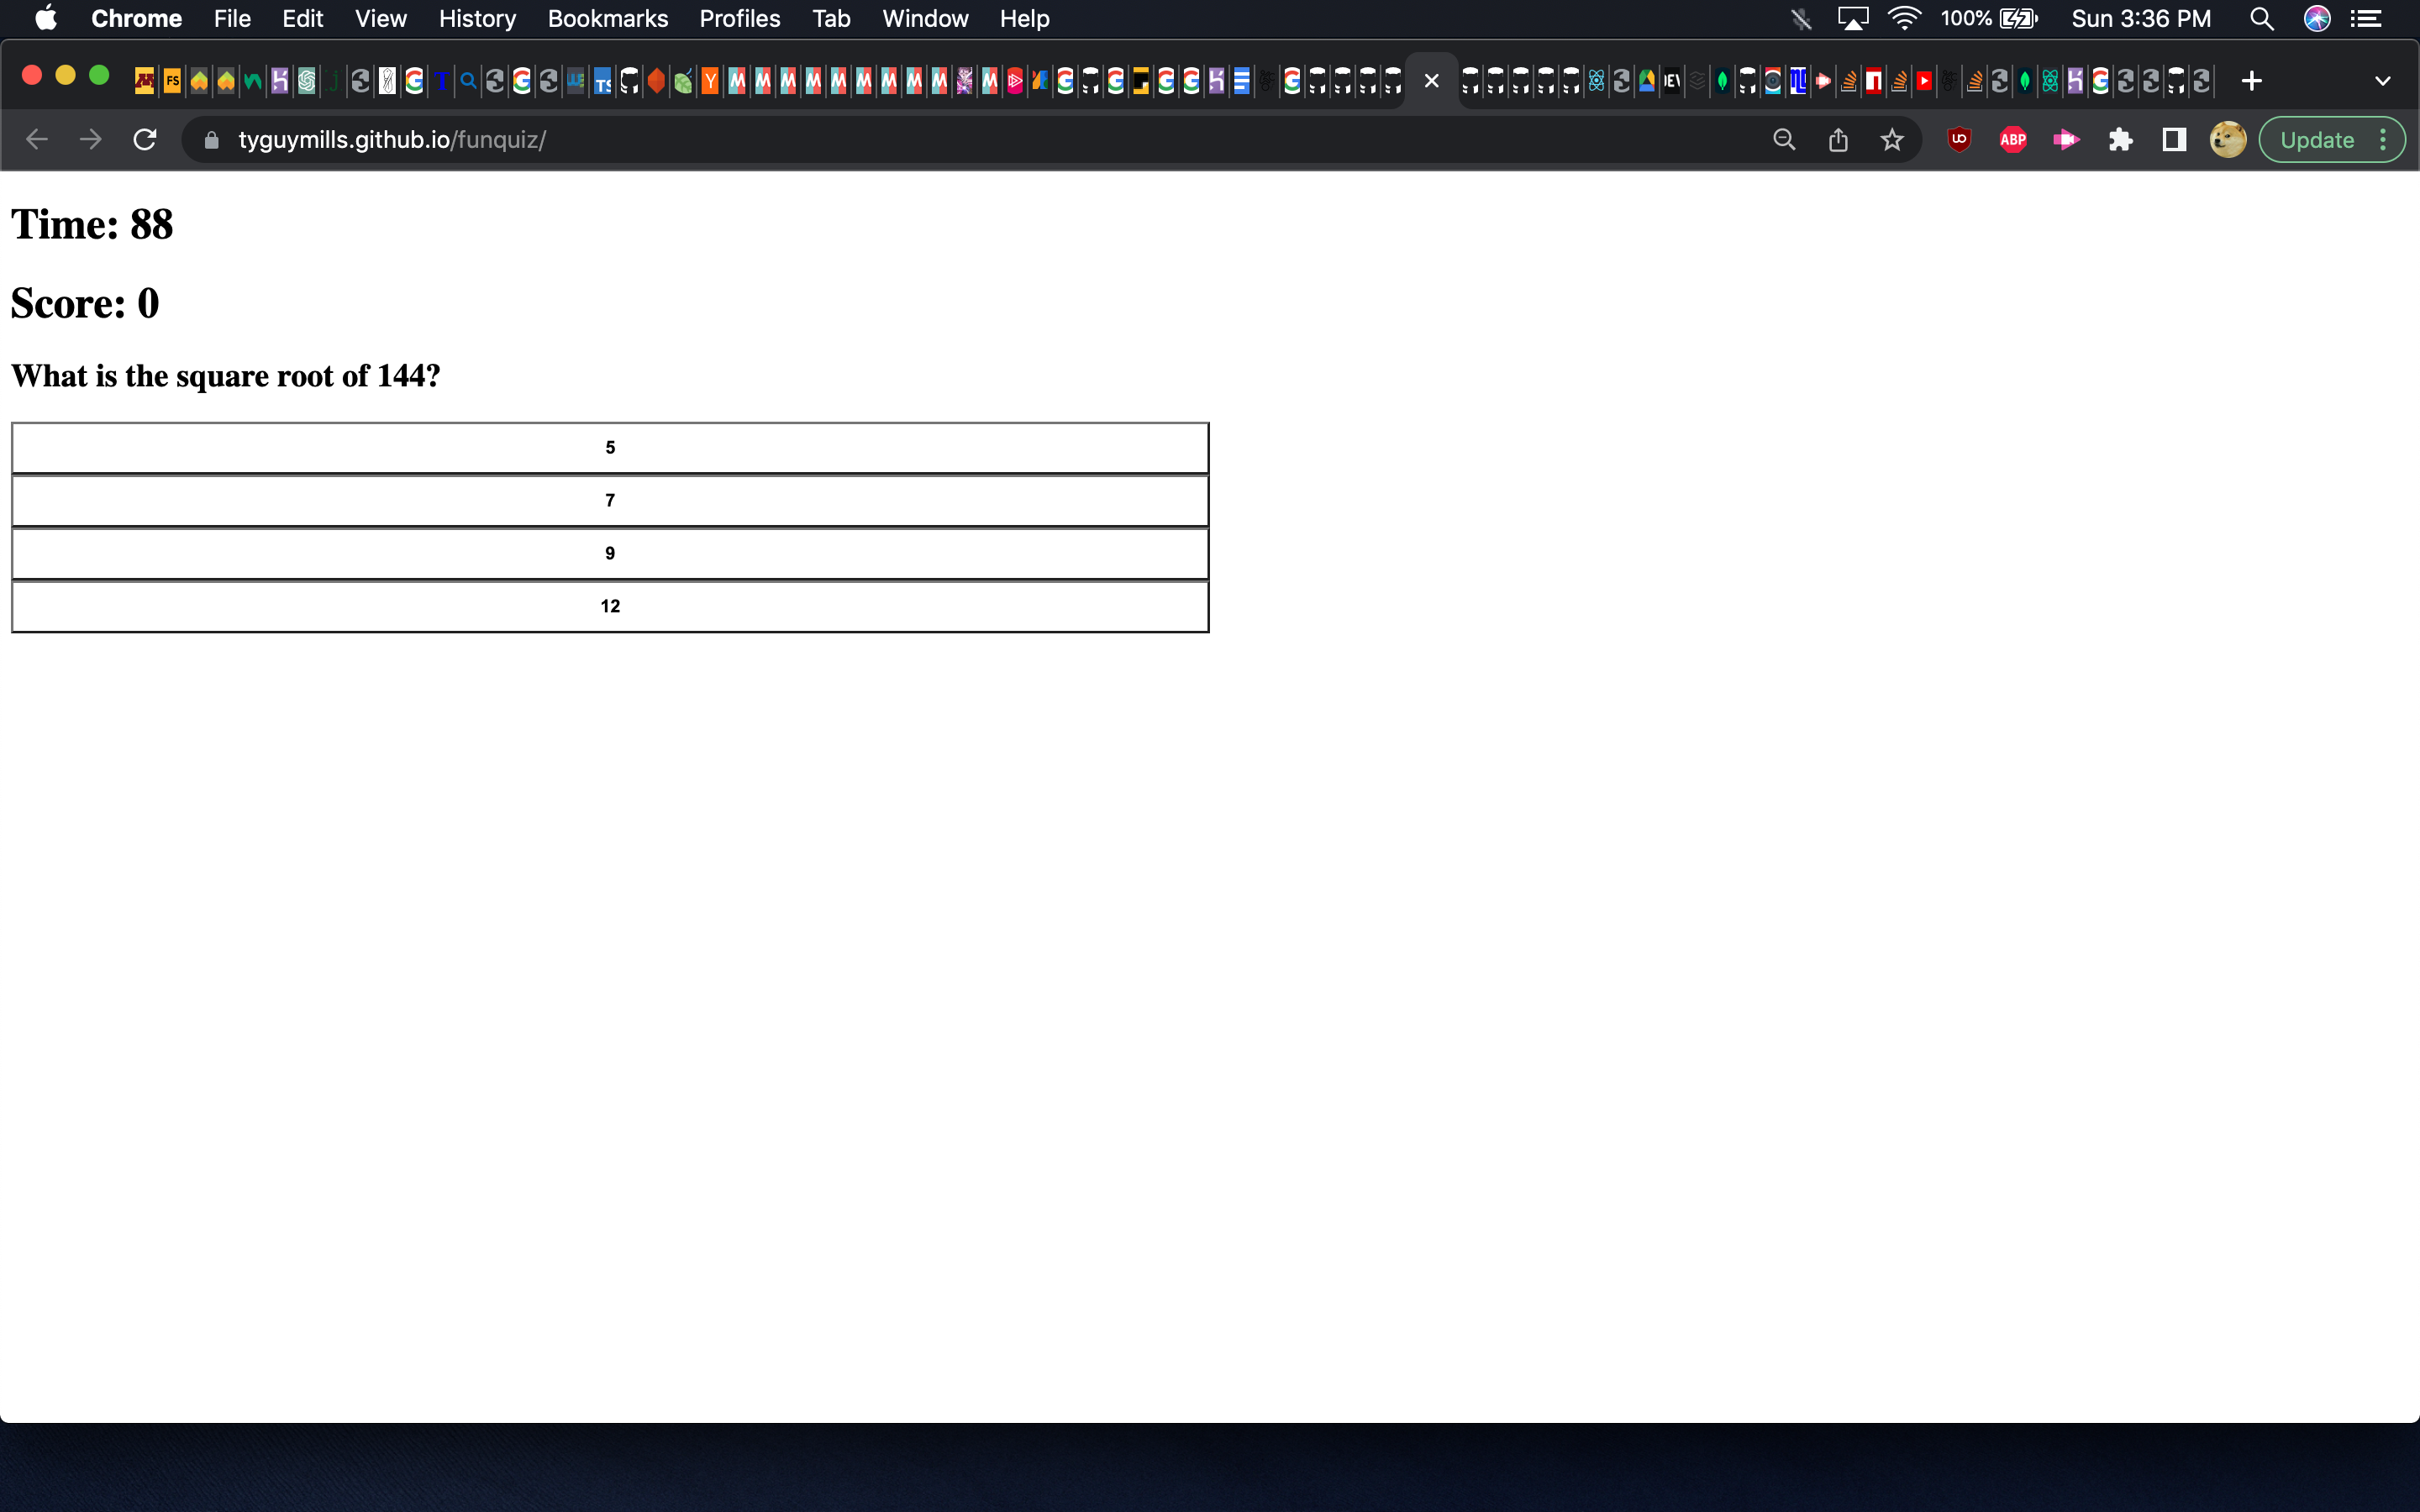 Chrome File Edit View History Bookmarks Profiles Tab Window Help 100% Sun 3:36 PM
tyguymills.github.io/funquiz/ ABP Update
Time: 88
Score: 0
What is the square root of 144?
5
7
9
12